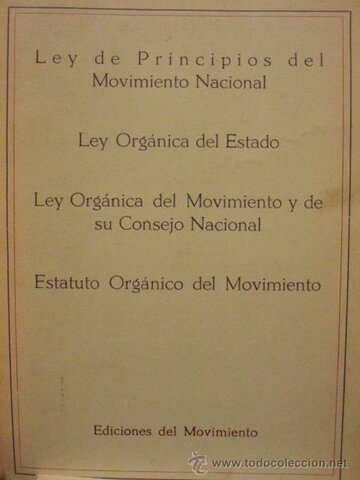 Ley de Principios del
Movimiento Nacional
Ley Orgánica del Estado
Ley Orgánica del Movimiento y de
su Consejo Nacional
Estatuto Orgánico del Movimiento
Ediciones del Movimiento
© www.todocoleccion.net